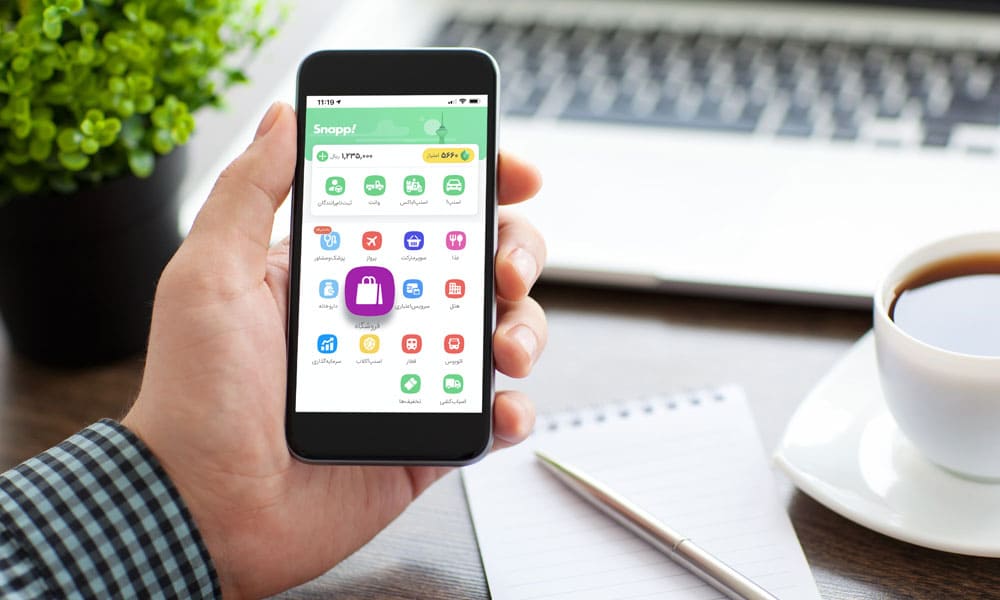 11:19
Snapp!
۱,۲۳۵,۰۰۰ ریال
۵۶۶۰ امتیاز
اسنپ! اسنپ!باکس وانت ثبت‌نام‌رانندگان
غذا سوپرمارکت پرواز پزشک‌ومشاور
هتل سرویس‌اعتباری فروشگاه داروخانه
اتوبوس قطار اسنپ!کلاب سرمایه‌گذاری
اسباب‌کشی تخفیف‌ها